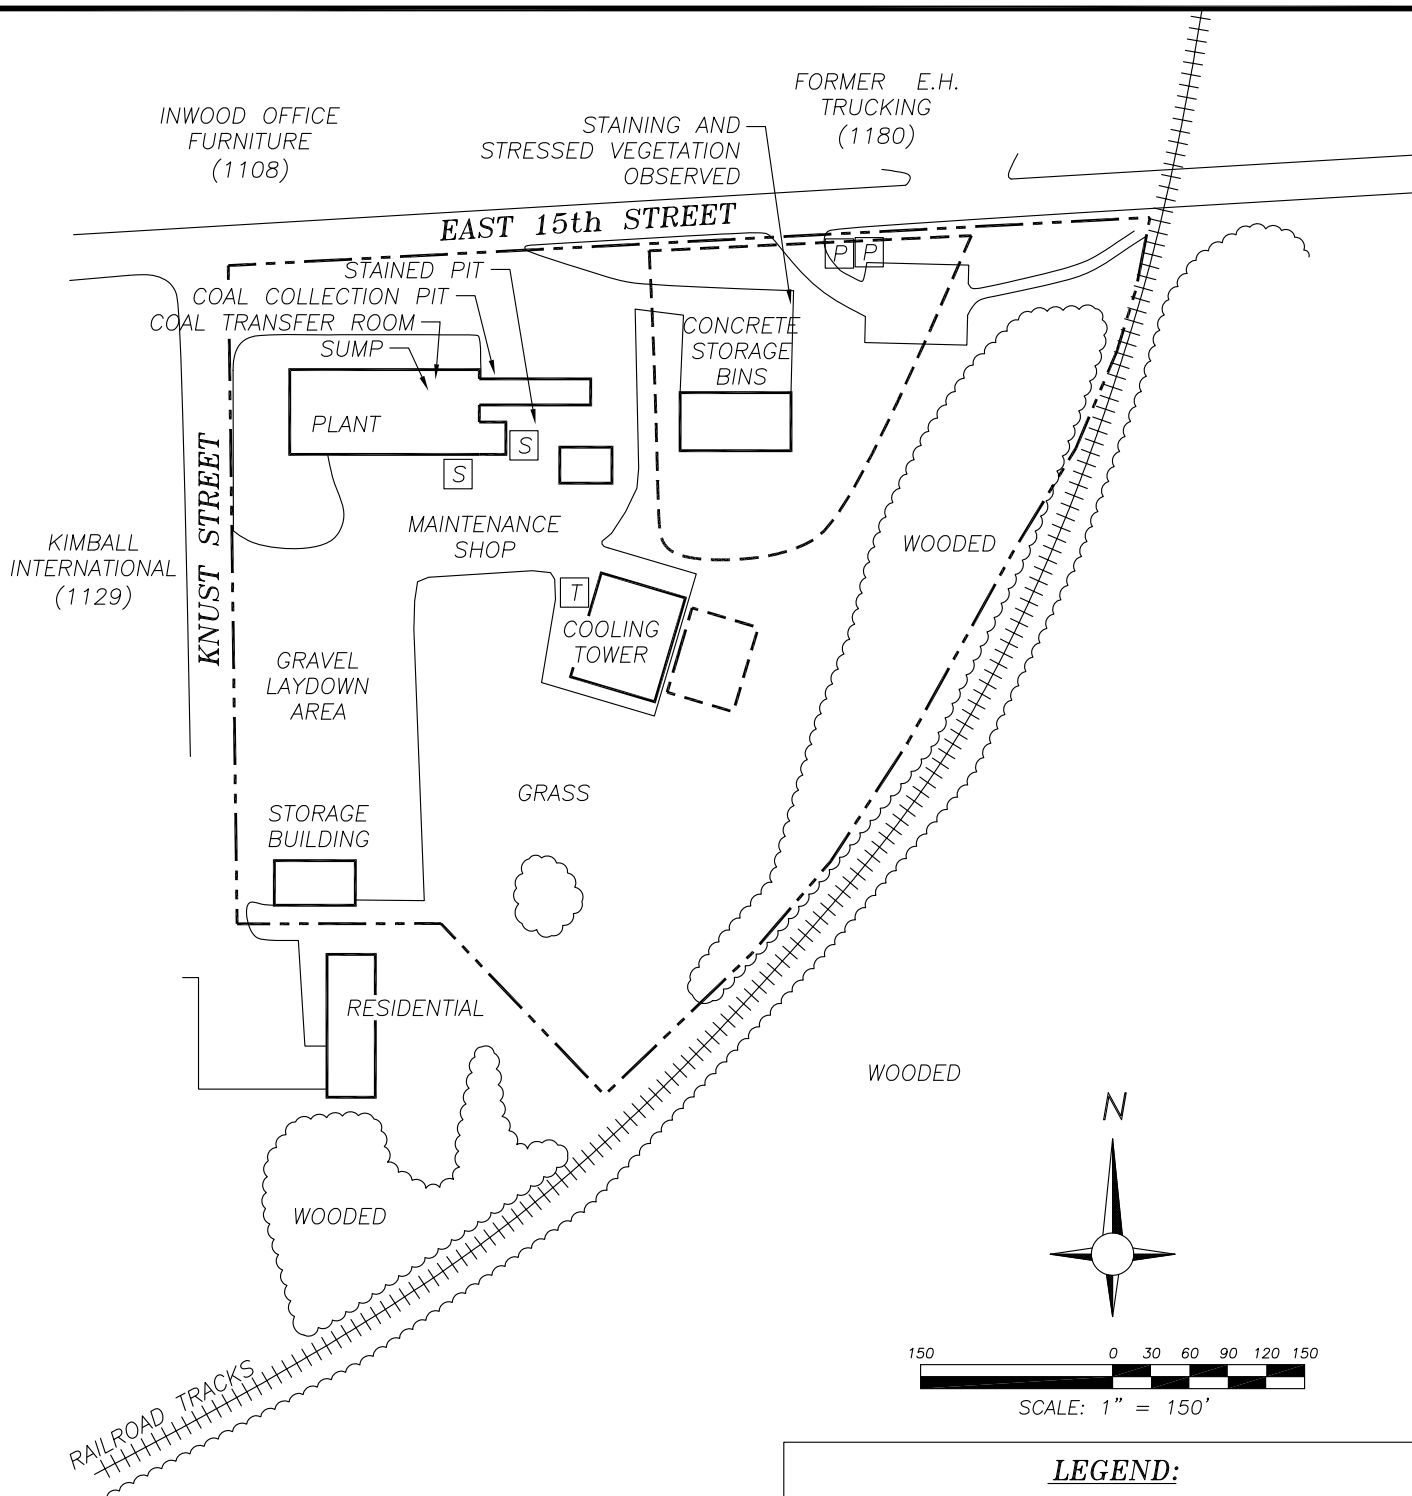 FORMER E.H.
TRUCKING
(1180)
INWOOD OFFICE
FURNITURE
(1108)
STAINING AND
STRESSED VEGETATION
OBSERVED
EAST 15th STREET
P P
STAINED PIT
COAL COLLECTION PIT
COAL TRANSFER ROOM
SUMP
CONCRETE
STORAGE
BINS
PLANT
S
S
KNUST STREET
MAINTENANCE
SHOP
KIMBALL
INTERNATIONAL
(1129)
WOODED
T
COOLING
TOWER
GRAVEL
LAYDOWN
AREA
GRASS
STORAGE
BUILDING
RESIDENTIAL
WOODED
N
WOODED
150 0 30 60 90 120 150
SCALE: 1" = 150'
RAILROAD TRACKS
LEGEND: